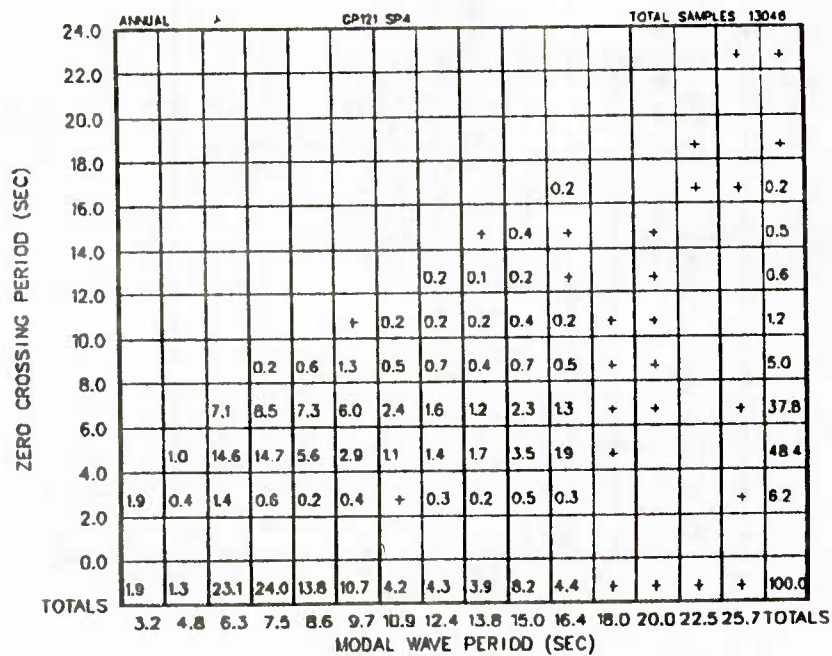 ANNUAL GP121 SP4 TOTAL SAMPLES 13046
24.0
+ +
22.0
20.0
+ +
18.0
0.2 + + 0.2
16.0
+ 0.4 + + 0.5
14.0
0.2 0.1 0.2 + + 0.6
12.0
+ 0.2 0.2 0.2 0.4 0.2 + + 1.2
10.0
0.2 0.6 1.3 0.5 0.7 0.4 0.7 0.5 + + 5.0
8.0
7.1 8.5 7.3 6.0 2.4 1.6 1.2 2.3 1.3 + + + 37.8
6.0
1.0 14.6 14.7 5.6 2.9 1.1 1.4 1.7 3.5 1.9 + 48.4
4.0
1.9 0.4 1.4 0.6 0.2 0.4 + 0.3 0.2 0.5 0.3 + 6.2
2.0
0.0
1.9 1.3 23.1 24.0 13.8 10.7 4.2 4.3 3.9 8.2 4.4 + + + + 100.0
TOTALS
3.2 4.8 6.3 7.5 8.6 9.7 10.9 12.4 13.8 15.0 16.4 18.0 20.0 22.5 25.7 TOTALS
MODAL WAVE PERIOD (SEC)
ZERO CROSSING PERIOD (SEC)